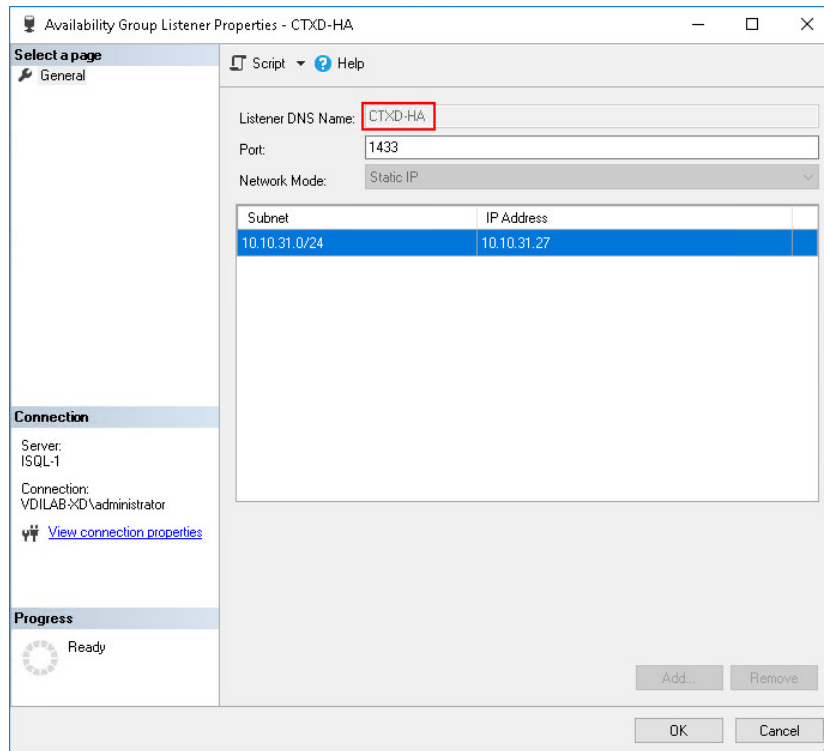 Availability Group Listener Properties - CTXD-HA
Select a page
General
Script
Help
Listener DNS Name: CTXD-HA
Port: 1433
Network Mode: Static IP
Subnet IP Address
10.10.31.0/24 10.10.31.27
Connection
Server:
ISQL-1
Connection:
VDILAB-XD\administrator
View connection properties
Progress
Ready
Add... Remove
OK Cancel